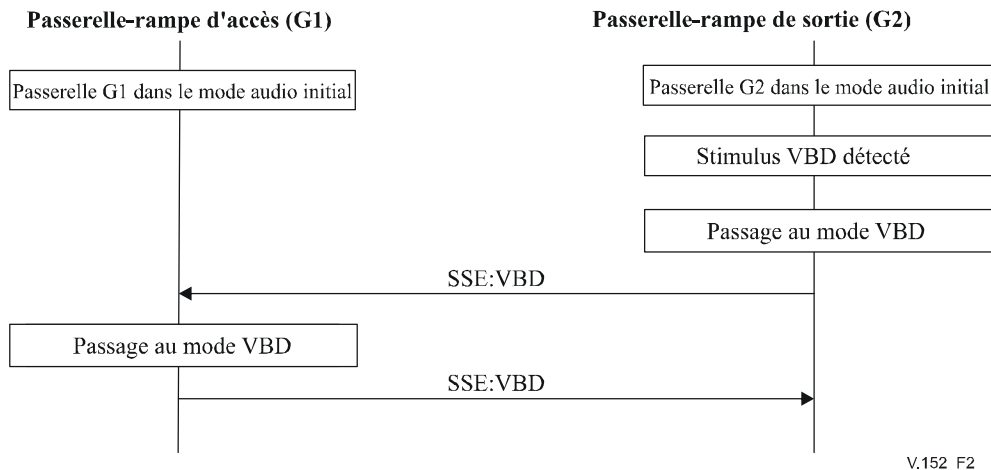 Passerelle-rampe d'accès (G1)
Passerelle-rampe de sortie (G2)
Passerelle G1 dans le mode audio initial
Passerelle G2 dans le mode audio initial
Stimulus VBD détecté
Passage au mode VBD
SSE:VBD
Passage au mode VBD
SSE:VBD
V.152_F2